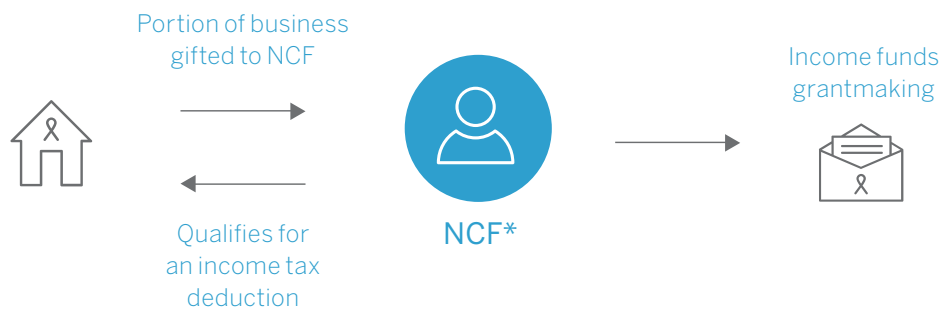 Portion of business
gifted to NCF
Qualifies for
an income tax
deduction
NCF*
Income funds
grantmaking